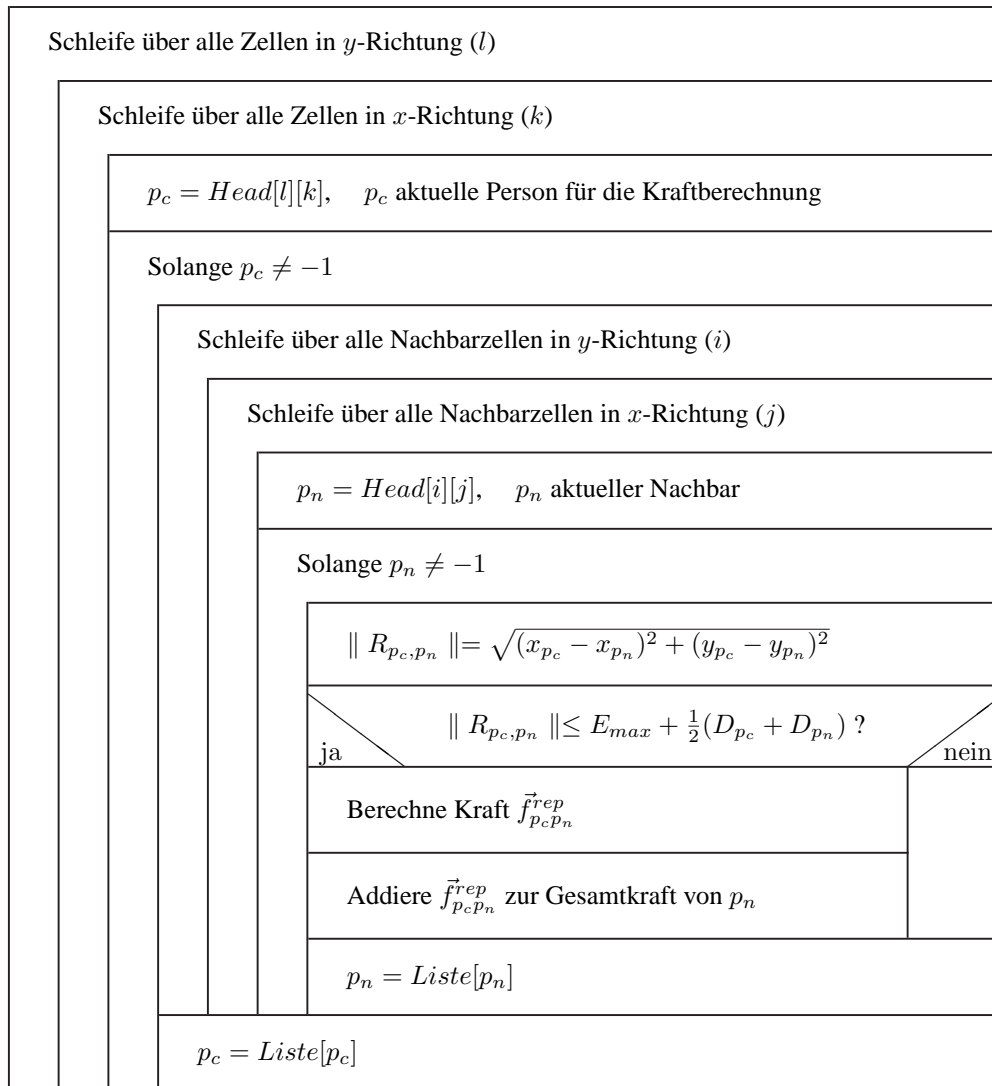 Schleife über alle Zellen in y-Richtung (l)
Schleife über alle Zellen in x-Richtung (k)
p_c = Head[l][k], p_c aktuelle Person für die Kraftberechnung
Solange p_c ≠ −1
Schleife über alle Nachbarzellen in y-Richtung (i)
Schleife über alle Nachbarzellen in x-Richtung (j)
p_n = Head[i][j], p_n aktueller Nachbar
Solange p_n ≠ −1
∥ R_{p_c,p_n} ∥= √((x_{p_c} − x_{p_n})² + (y_{p_c} − y_{p_n})²)
∥ R_{p_c,p_n} ∥≤ E_{max} + ½(D_{p_c} + D_{p_n}) ?
ja nein
Berechne Kraft \vec{f}^{rep}_{p_c p_n}
Addiere \vec{f}^{rep}_{p_c p_n} zur Gesamtkraft von p_n
p_n = Liste[p_n]
p_c = Liste[p_c]